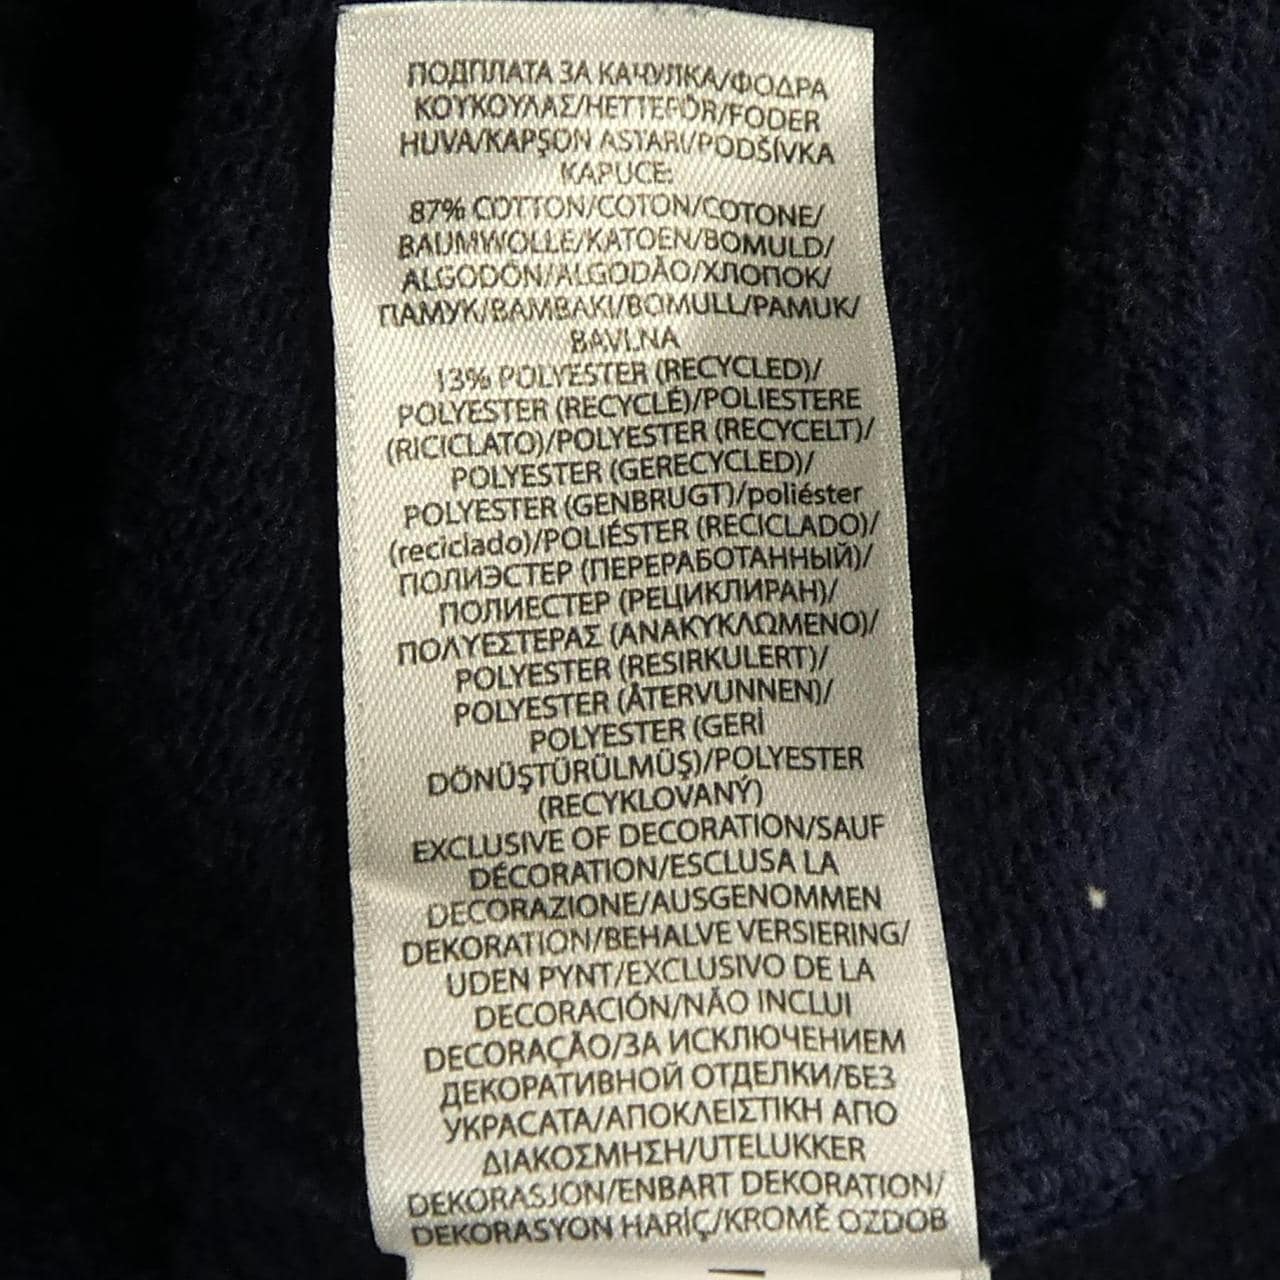 ПОДПЛАТА ЗА КАЧУЛКА/ΦΟΔΡΑ
ΚΟΥΚΟΥΛΑΣ/HETTEFÔR/FODER
HUVA/KAPŞON ASTARI/PODŠÍVKA
KAPUCE:
87% COTTON/COTON/COTONE/
BAUMWOLLE/KATOEN/BOMULD/
ALGODÓN/ALGODÃO/ХЛОПОК/
ПАМУК/BAMBAKI/BOMULL/PAMUK/
BAVLNA
13% POLYESTER (RECYCLED)/
POLYESTER (RECYCLÉ)/POLIESTERE
(RICICLATO)/POLYESTER (RECYCELT)/
POLYESTER (GERECYCLED)/
POLYESTER (GENBRUGT)/poliéster
(reciclado)/POLIÉSTER (RECICLADO)/
ПОЛИЭСТЕР (ПЕРЕРАБОТАННЫЙ)/
ПОЛИЕСТЕР (РЕЦИКЛИРАН)/
ΠΟΛΥΕΣΤΕΡΑΣ (ΑΝΑΚΥΚΛΩΜΕΝΟ)/
POLYESTER (RESIRKULERT)/
POLYESTER (ÅTERVUNNEN)/
POLYESTER (GERİ
DÖNÜŞTÜRÜLMÜŞ)/POLYESTER
(RECYKLOVANÝ)
EXCLUSIVE OF DECORATION/SAUF
DÉCORATION/ESCLUSA LA
DECORAZIONE/AUSGENOMMEN
DEKORATION/BEHALVE VERSIERING/
UDEN PYNT/EXCLUSIVO DE LA
DECORACIÓN/NÃO INCLUI
DECORAÇÃO/ЗА ИСКЛЮЧЕНИЕМ
ДЕКОРАТИВНОЙ ОТДЕЛКИ/БЕЗ
УКРАСАТА/ΑΠΟΚΛΕΙΣΤΙΚΗ ΑΠΟ
ΔΙΑΚΟΣΜΗΣΗ/UTELUKKER
DEKORASJON/ENBART DEKORATION/
DEKORASYON HARİÇ/KROMĚ OZDOB